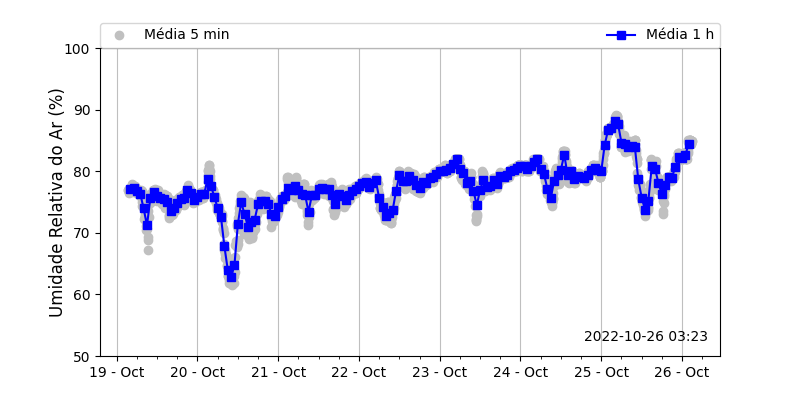 Média 5 min
Média 1 h
Umidade Relativa do Ar (%)
100
90
80
70
60
50
2022-10-26 03:23
19 - Oct
20 - Oct
21 - Oct
22 - Oct
23 - Oct
24 - Oct
25 - Oct
26 - Oct